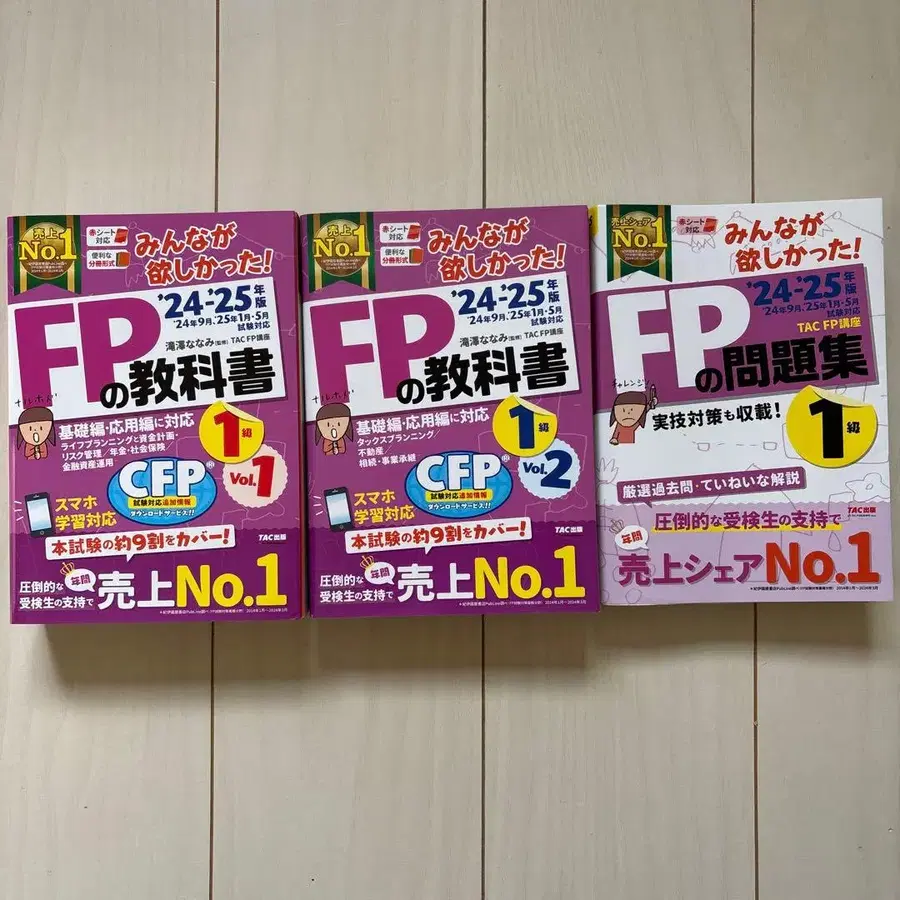 売上
No.1
赤シート対応
便利な分冊形式
みんなが
欲しかった!
'24-'25年版
'24年9月、'25年1月・5月
試験対応
滝澤ななみ[監修] TAC FP講座
FPの教科書
ナルホド
基礎編・応用編に対応
ライフプランニングと資金計画・
リスク管理/年金・社会保険/
金融資産運用
1級
Vol.1
CFP®
試験対応追加情報
ダウンロードサービス!!
スマホ
学習対応
本試験の約9割をカバー!
TAC出版
圧倒的な
受検生の支持で
年間
売上No.1
売上
No.1
赤シート対応
便利な分冊形式
みんなが
欲しかった!
'24-'25年版
'24年9月、'25年1月・5月
試験対応
滝澤ななみ[監修] TAC FP講座
FPの教科書
ナルホド
基礎編・応用編に対応
タックスプランニング/
不動産/
相続・事業承継
1級
Vol.2
CFP®
試験対応追加情報
ダウンロードサービス!!
スマホ
学習対応
本試験の約9割をカバー!
TAC出版
圧倒的な
受検生の支持で
年間
売上No.1
売上シェア
No.1
赤シート対応
みんなが
欲しかった!
'24-'25年版
'24年9月、'25年1月・5月
試験対応
TAC FP講座
FPの問題集
チャレンジ
実技対策も収載!
1級
厳選過去問・ていねいな解説
TAC出版
圧倒的な受検生の支持で
年間
売上シェアNo.1